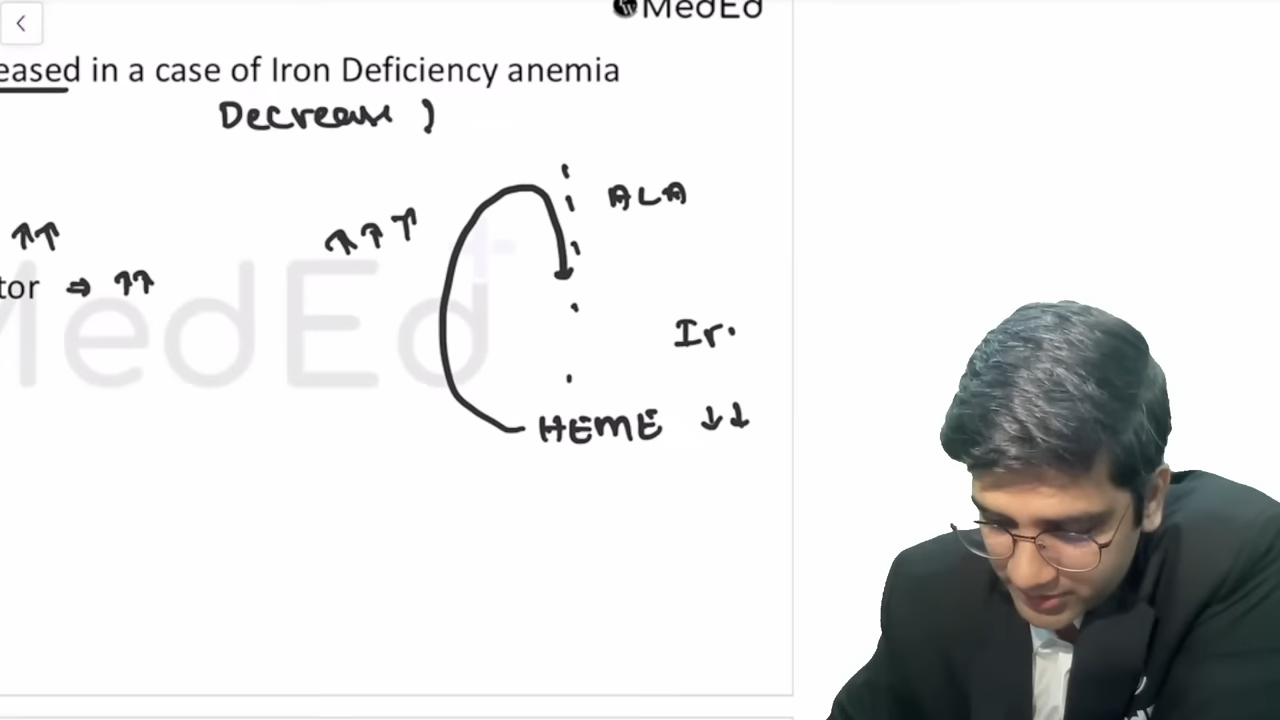 MedEd
eased in a case of Iron Deficiency anemia
Decrease )
ALA
↑↑
↑↑↑
tor ⇒ ↑↑
MedEd
Ir.
HEME ↓↓